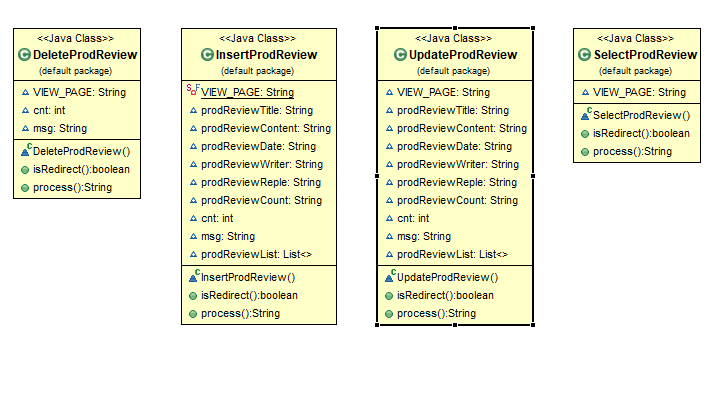 <<Java Class>>
DeleteProdReview
(default package)
VIEW_PAGE: String
cnt: int
msg: String
DeleteProdReview()
isRedirect():boolean
process():String
<<Java Class>>
InsertProdReview
(default package)
VIEW_PAGE: String
prodReviewTitle: String
prodReviewContent: String
prodReviewDate: String
prodReviewWriter: String
prodReviewReple: String
prodReviewCount: String
cnt: int
msg: String
prodReviewList: List<>
InsertProdReview()
isRedirect():boolean
process():String
<<Java Class>>
UpdateProdReview
(default package)
VIEW_PAGE: String
prodReviewTitle: String
prodReviewContent: String
prodReviewDate: String
prodReviewWriter: String
prodReviewReple: String
prodReviewCount: String
cnt: int
msg: String
prodReviewList: List<>
UpdateProdReview()
isRedirect():boolean
process():String
<<Java Class>>
SelectProdReview
(default package)
VIEW_PAGE: String
SelectProdReview()
isRedirect():boolean
process():String